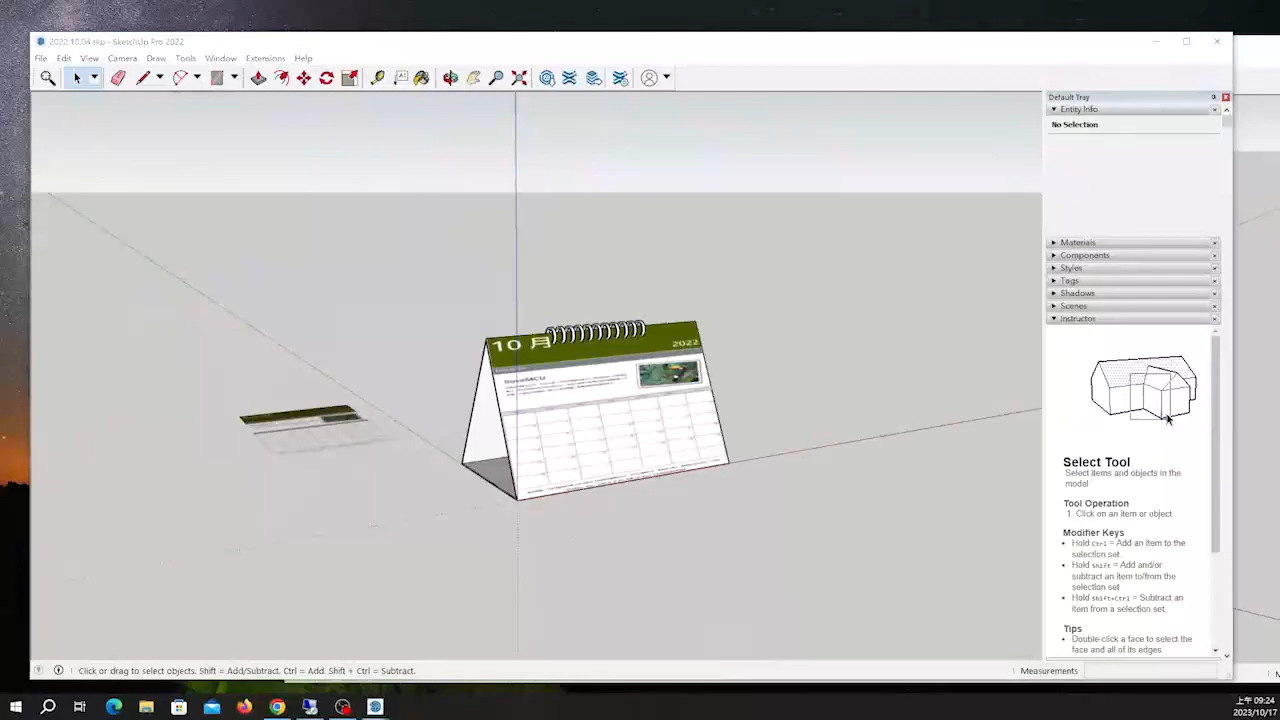 2022.10.04.skp - SketchUp Pro 2022
File Edit View Camera Draw Tools Window Extensions Help
Default Tray
Entity Info
No Selection
Materials
Components
Styles
Tags
Shadows
Scenes
Instructor
10 月
2022
Select Tool
Select items and objects in the
model
Tool Operation
1. Click on an item or object
Modifier Keys
Hold Ctrl = Add an item to the
selection set.
Hold Shift = Add and/or
subtract an item to/from the
selection set
Hold Shift+Ctrl = Subtract an
item from a selection set.
Tips
Double-click a face to select the
face and all of its edges
Click or drag to select objects. Shift = Add/Subtract. Ctrl = Add. Shift + Ctrl = Subtract.
Measurements
上午 09:24
2023/10/17